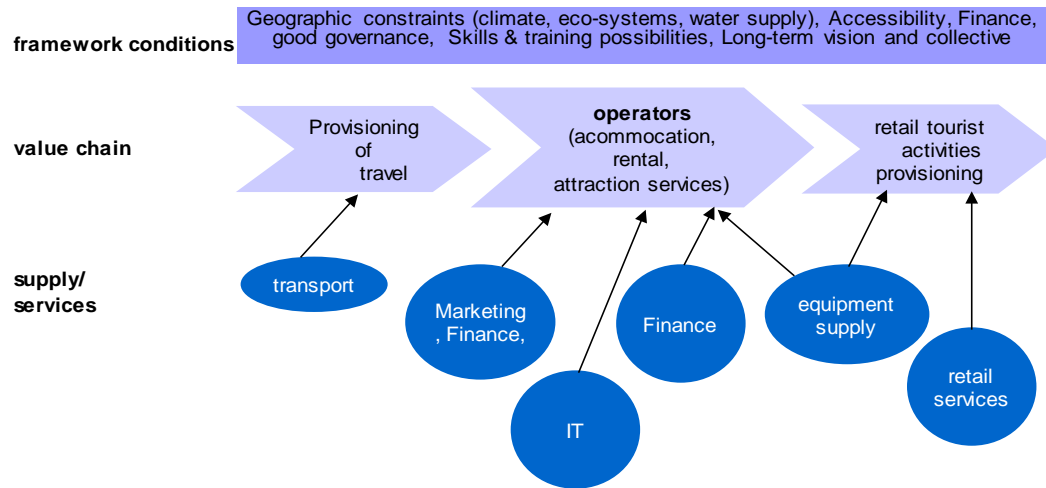 framework conditions
Geographic constraints (climate, eco-systems, water supply), Accessibility, Finance,
good governance, Skills & training possibilities, Long-term vision and collective
value chain
Provisioning
of
travel
operators
(acommocation,
rental,
attraction services)
retail tourist
activities
provisioning
supply/
services
transport
Marketing
, Finance,
IT
Finance
equipment
supply
retail
services